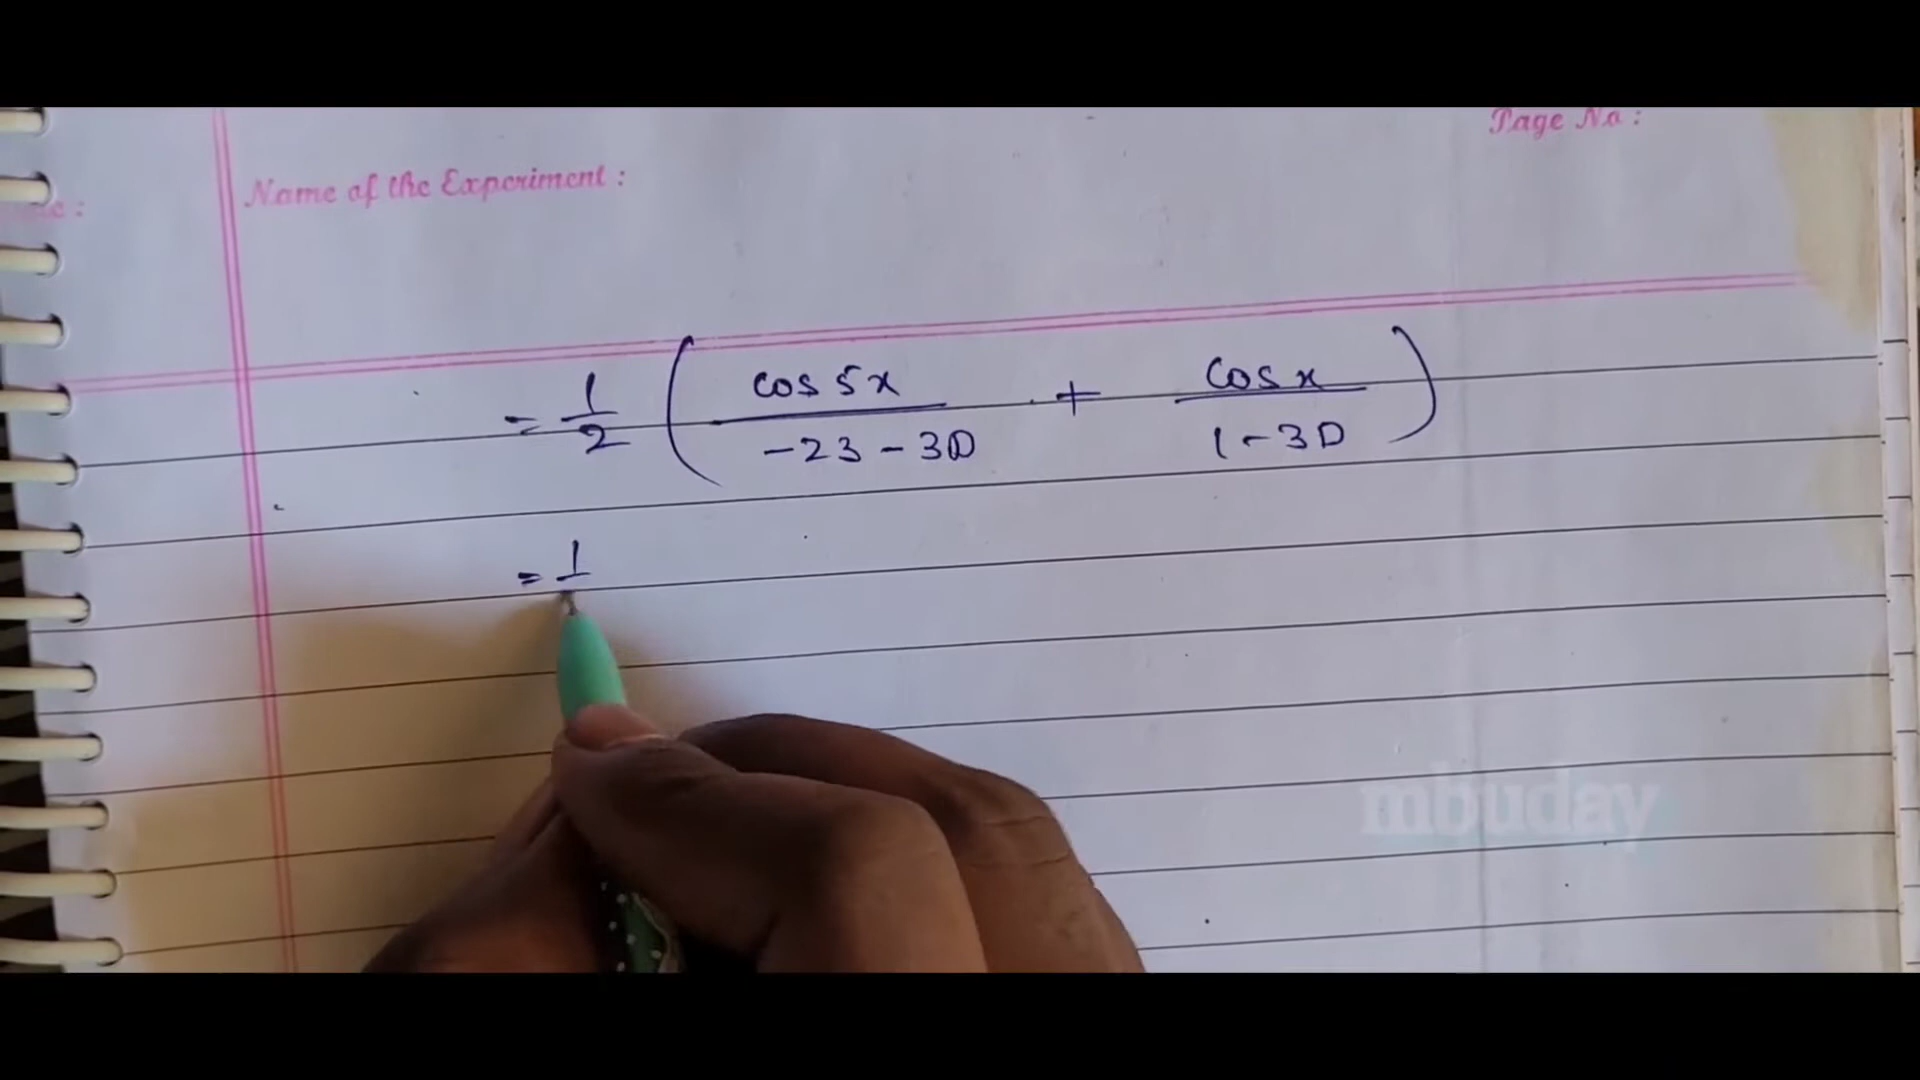 Page No :
Name of the Experiment :
= 1/2 ( cos 5x / -23 - 3D + cos x / 1 - 3D )
= 1
mbuday